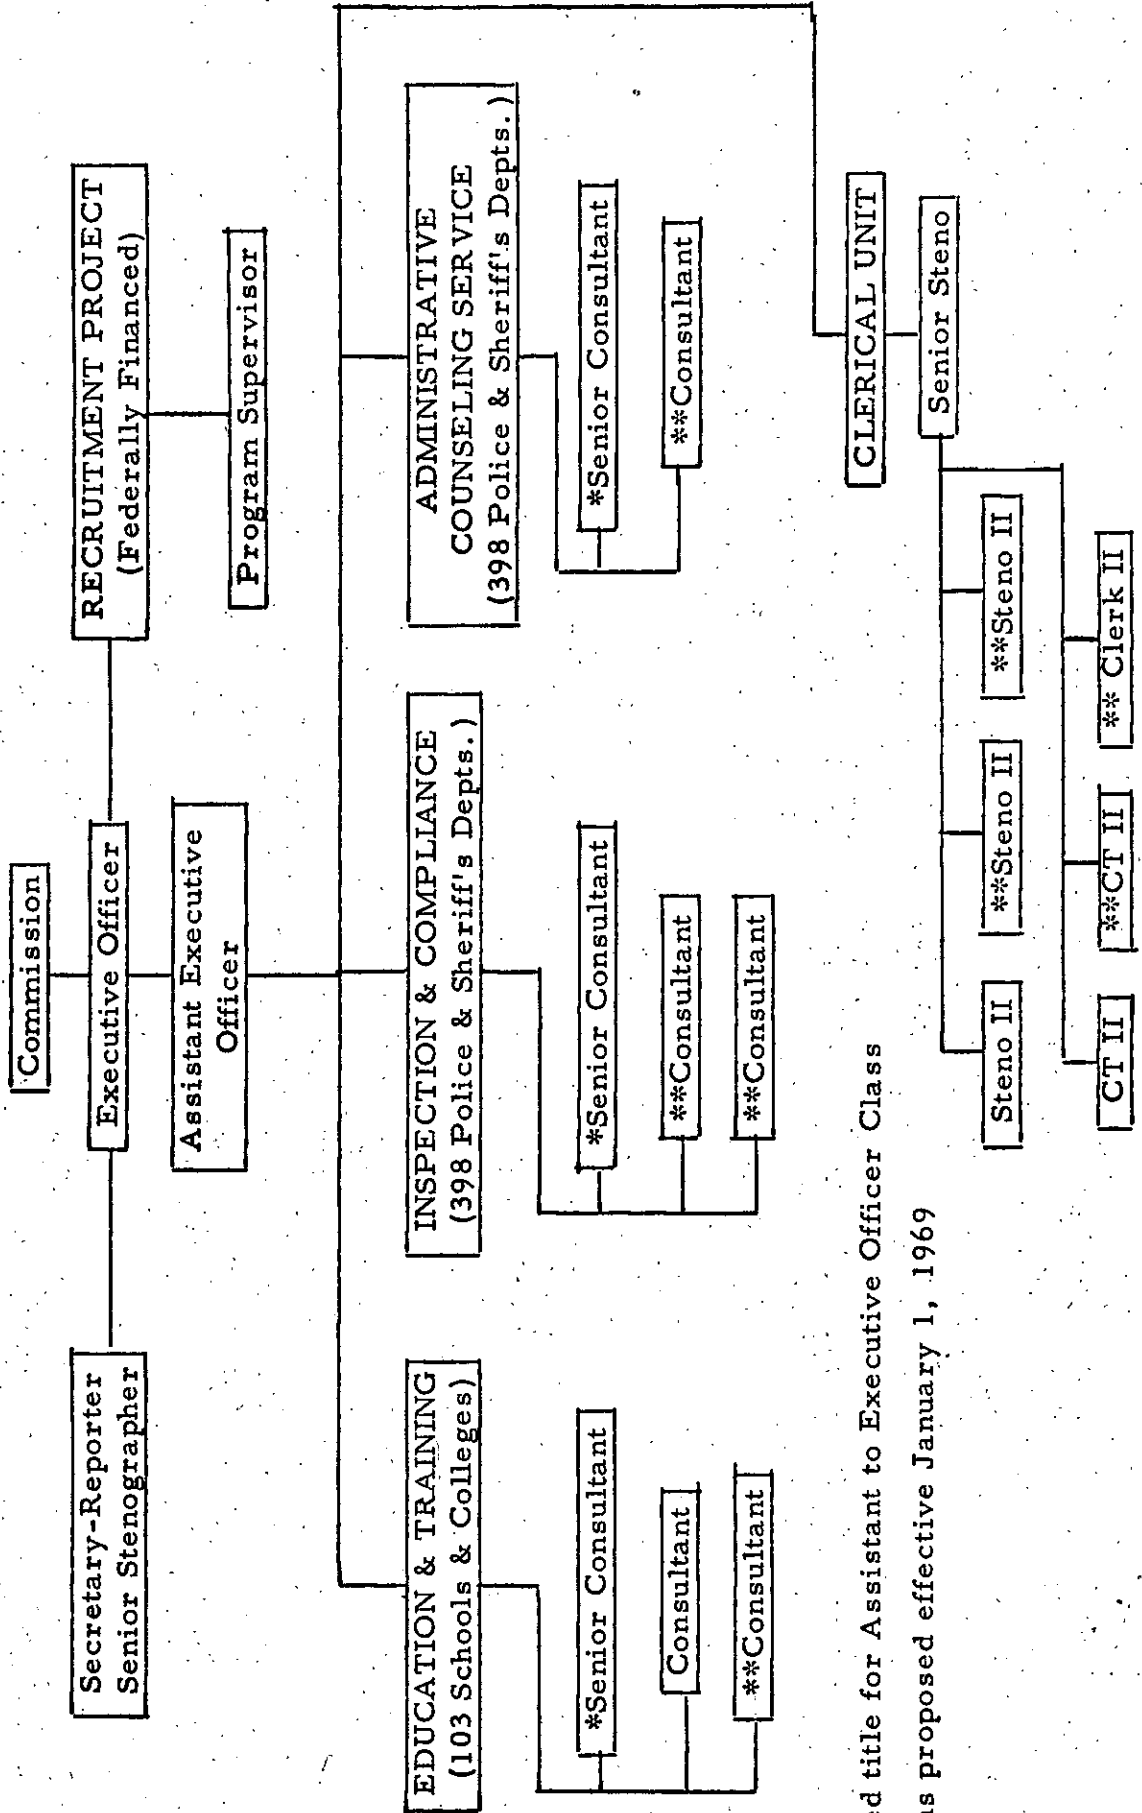 Commission
Secretary-Reporter
Senior Stenographer
Executive Officer
RECRUITMENT PROJECT
(Federally Financed)
Assistant Executive
Officer
Program Supervisor
EDUCATION & TRAINING
(103 Schools & Colleges)
*Senior Consultant
Consultant
**Consultant
INSPECTION & COMPLIANCE
(398 Police & Sheriff's Depts.)
*Senior Consultant
**Consultant
**Consultant
ADMINISTRATIVE
COUNSELING SERVICE
(398 Police & Sheriff's Depts.)
*Senior Consultant
**Consultant
CLERICAL UNIT
Senior Steno
Steno II
**Steno II
**Steno II
CT II
**CT II
** Clerk II
title for Assistant to Executive Officer Class
proposed effective January 1, 1969